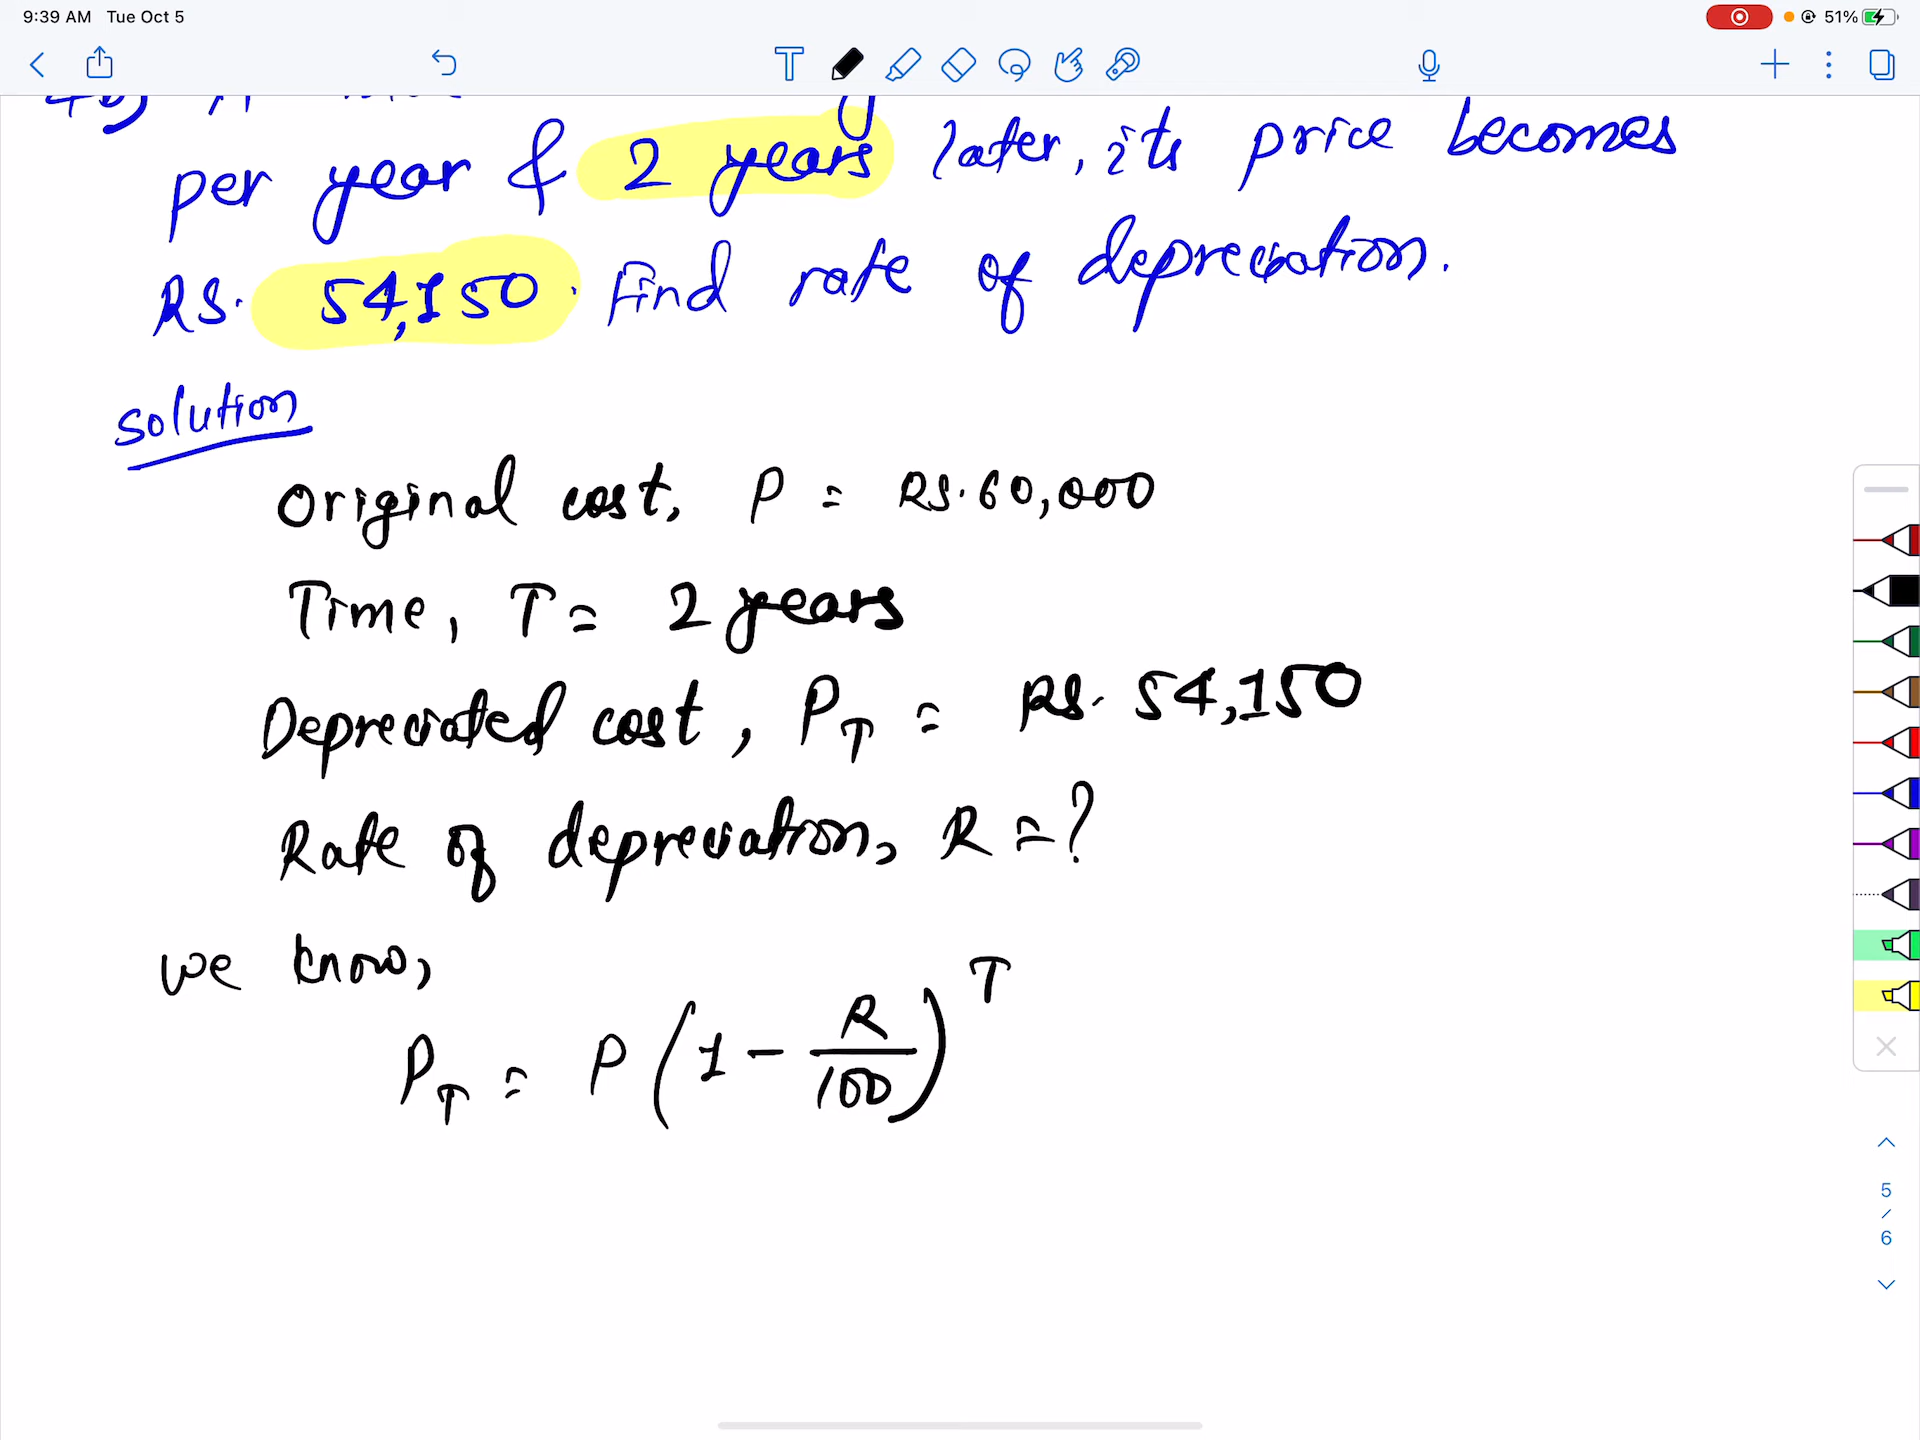 9:39 AM Tue Oct 5
51%
per year & 2 years later, its price becomes
RS. 54,150. Find rate of depreciation.
solution
Original cost, P = RS. 60,000
Time, T = 2 years
Depreciated cost, P_T = RS. 54,150
Rate of depreciation, R = ?
we know,
P_T = P (1 - R/100)^T
5
/
6